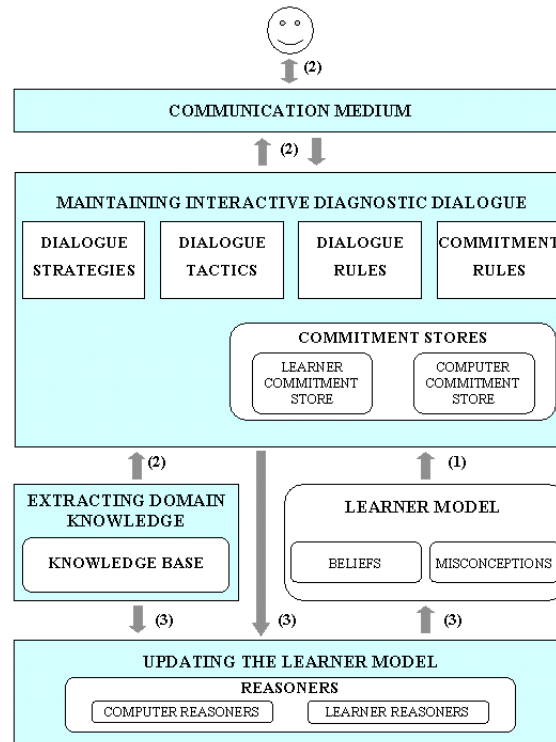 (2)
COMMUNICATION MEDIUM
(2)
MAINTAINING INTERACTIVE DIAGNOSTIC DIALOGUE
DIALOGUE
STRATEGIES
DIALOGUE
TACTICS
DIALOGUE
RULES
COMMITMENT
RULES
COMMITMENT STORES
LEARNER
COMMITMENT
STORE
COMPUTER
COMMITMENT
STORE
(2)
(1)
EXTRACTING DOMAIN
KNOWLEDGE
KNOWLEDGE BASE
LEARNER MODEL
BELIEFS
MISCONCEPTIONS
(3)
(3)
(3)
UPDATING THE LEARNER MODEL
REASONERS
COMPUTER REASONERS
LEARNER REASONERS